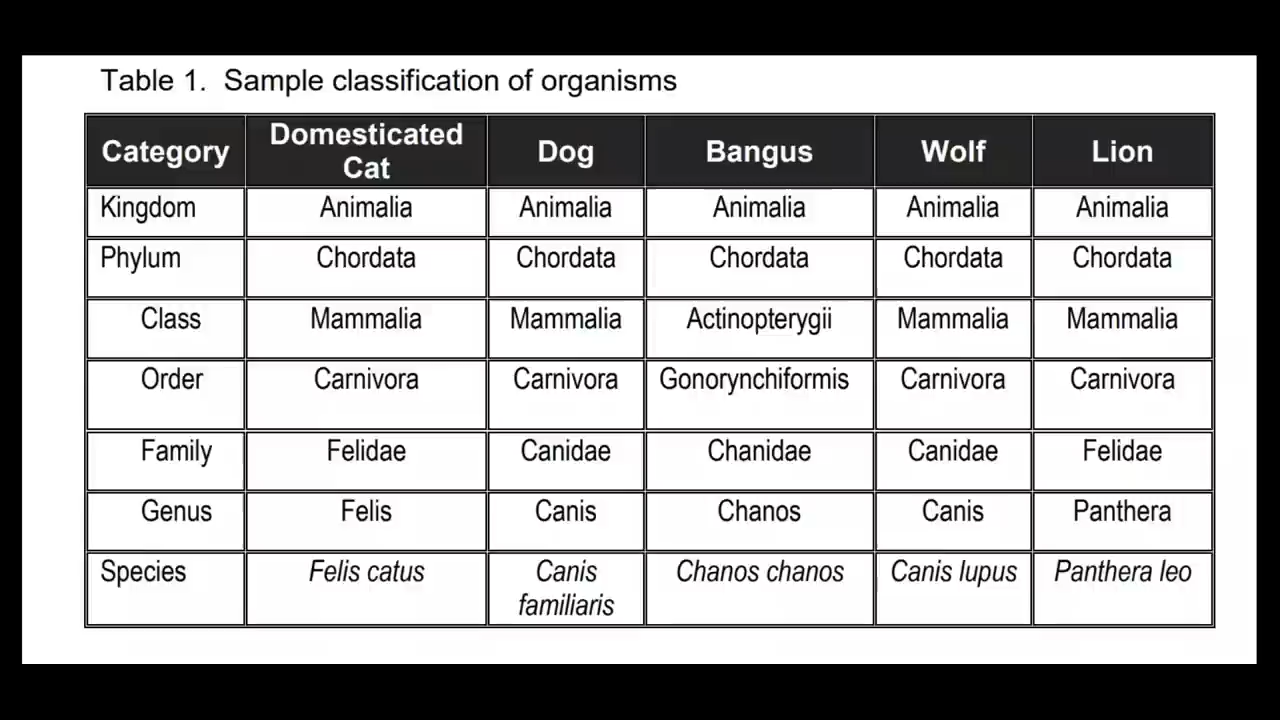 Table 1. Sample classification of organisms
Category Domesticated Cat Dog Bangus Wolf Lion
Kingdom Animalia Animalia Animalia Animalia Animalia
Phylum Chordata Chordata Chordata Chordata Chordata
Class Mammalia Mammalia Actinopterygii Mammalia Mammalia
Order Carnivora Carnivora Gonorynchiformis Carnivora Carnivora
Family Felidae Canidae Chanidae Canidae Felidae
Genus Felis Canis Chanos Canis Panthera
Species Felis catus Canis familiaris Chanos chanos Canis lupus Panthera leo